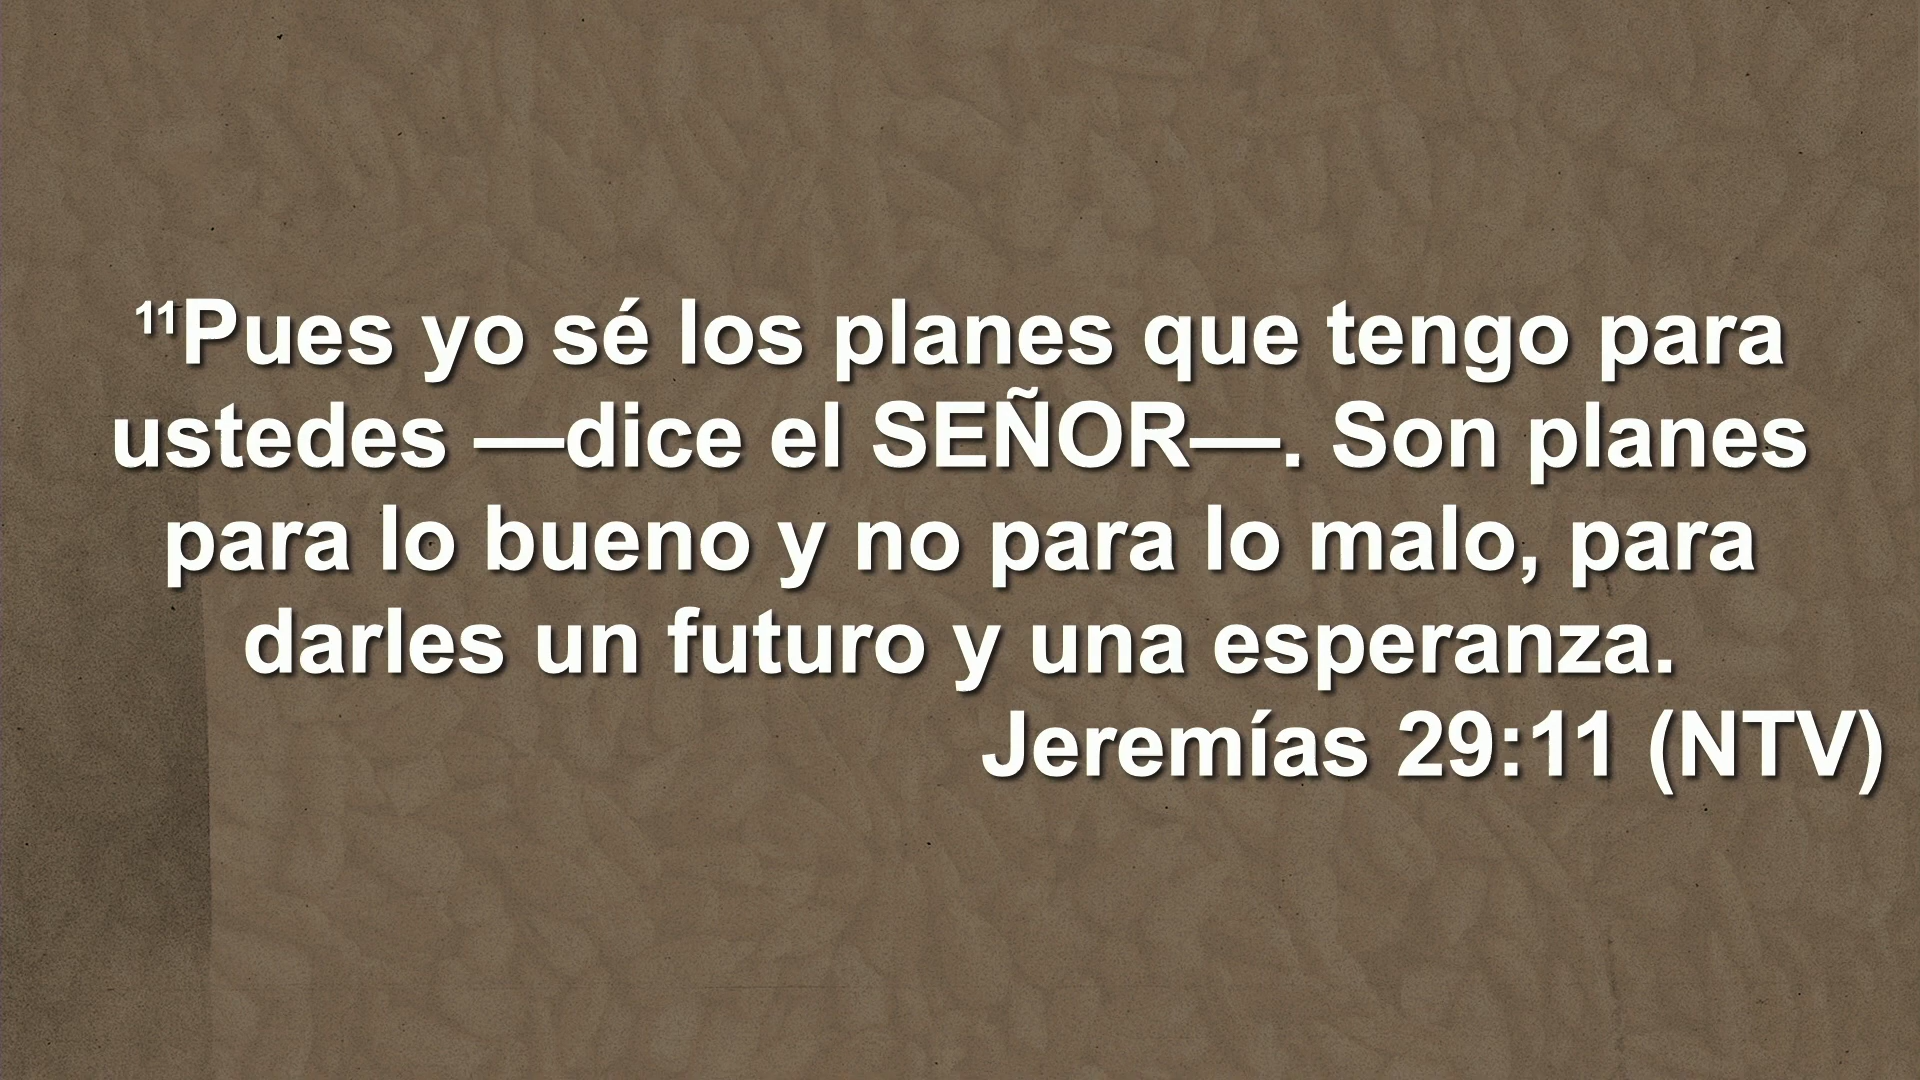 ¹¹Pues yo sé los planes que tengo para
ustedes —dice el SEÑOR—. Son planes
para lo bueno y no para lo malo, para
darles un futuro y una esperanza.
Jeremías 29:11 (NTV)